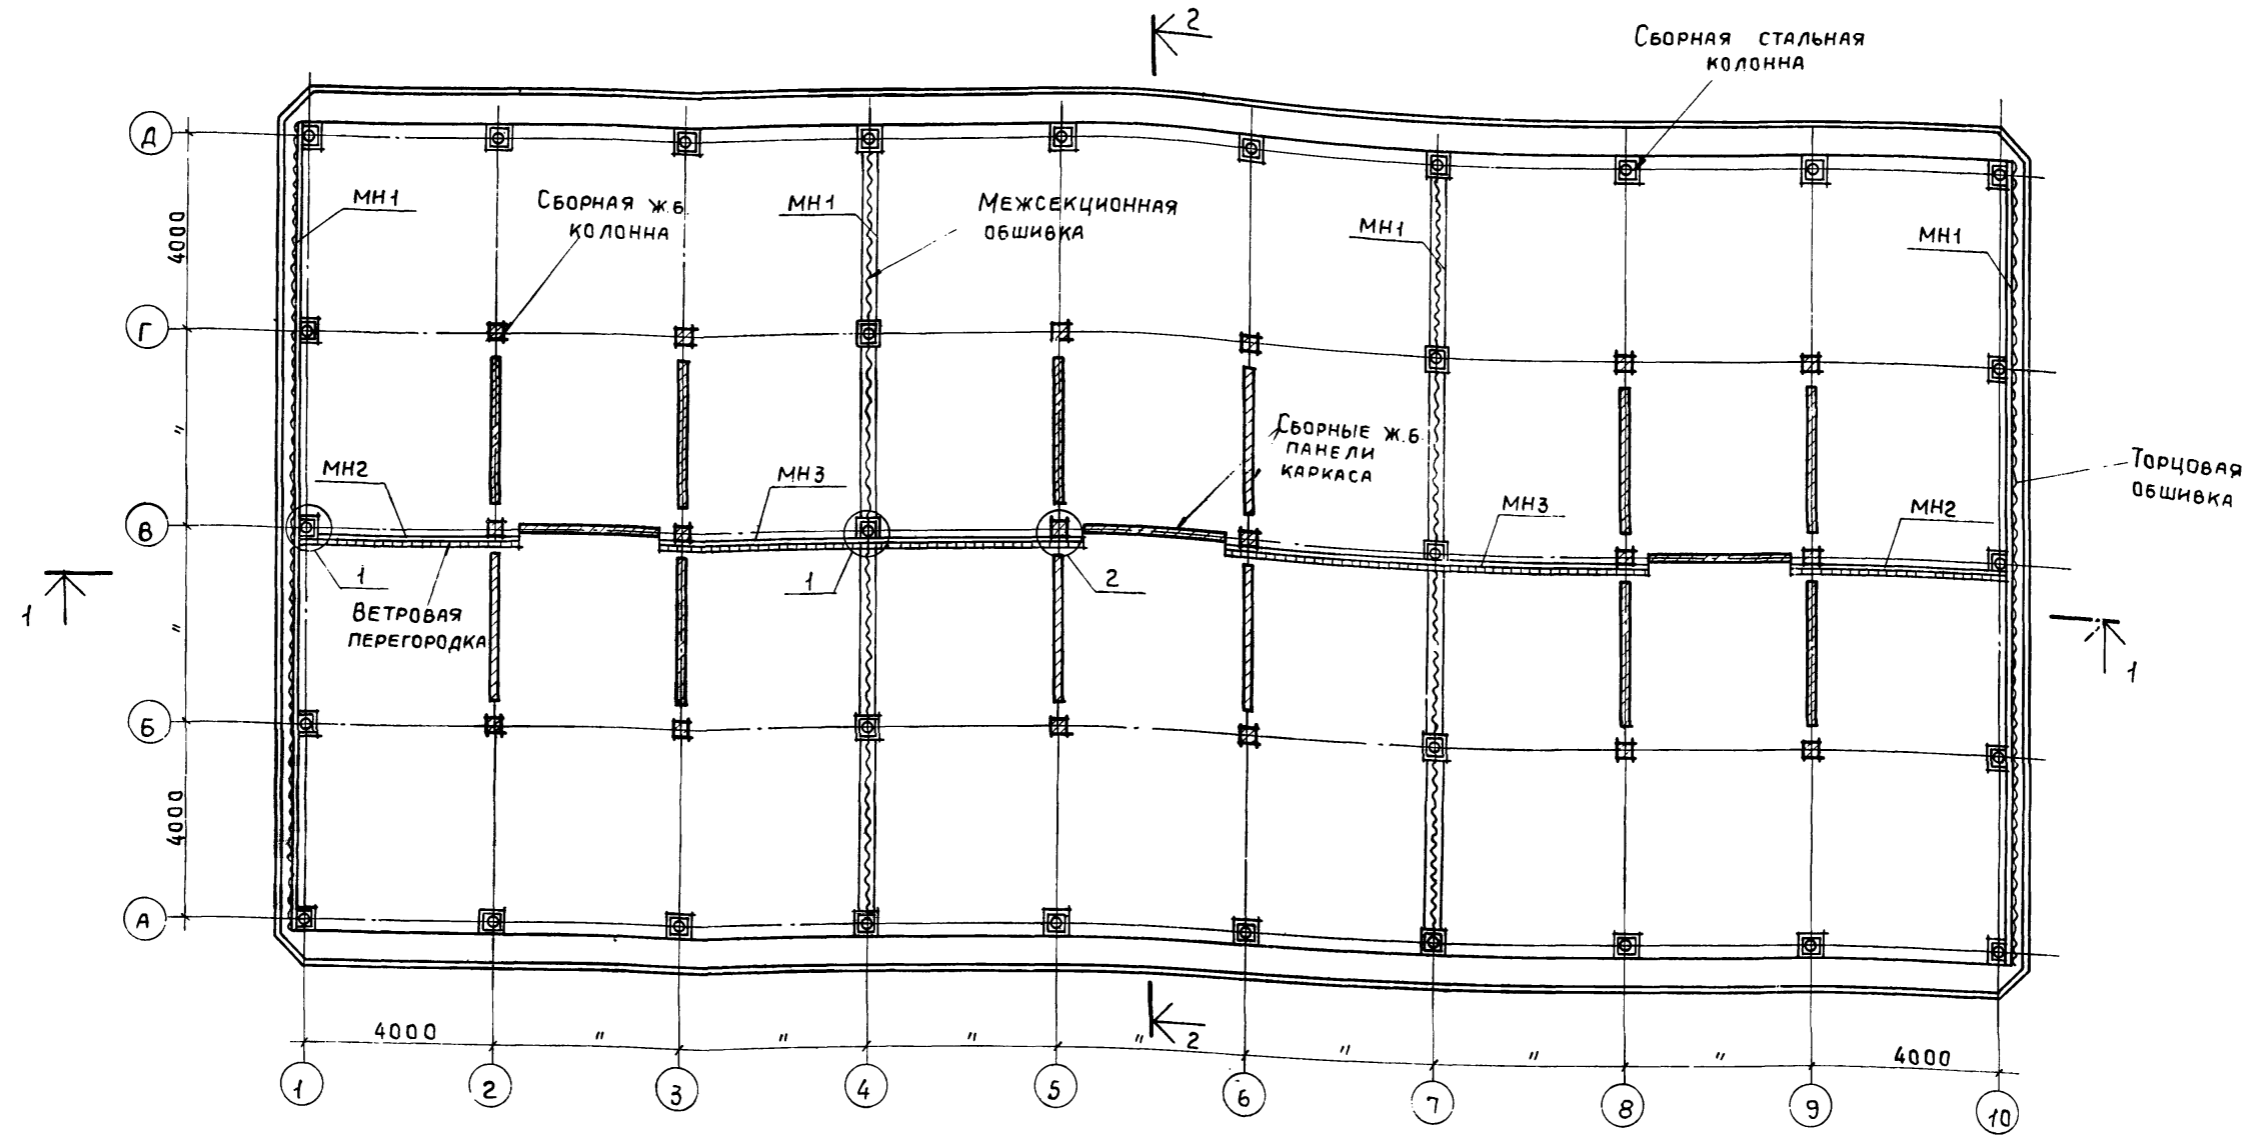 2
Сборная стальная
колонна
Д
МН1
Сборная ж.б.
колонна
МН1
Межсекционная
обшивка
МН1
МН1
4000
Г
"
Сборные ж.б.
панели
каркаса
МН2
МН3
МН3
МН2
Торцовая
обшивка
В
1
1
2
1
Ветровая
перегородка
"
1
Б
4000
А
4000
"
"
"
"
2
"
"
"
4000
1
2
3
4
5
6
7
8
9
10